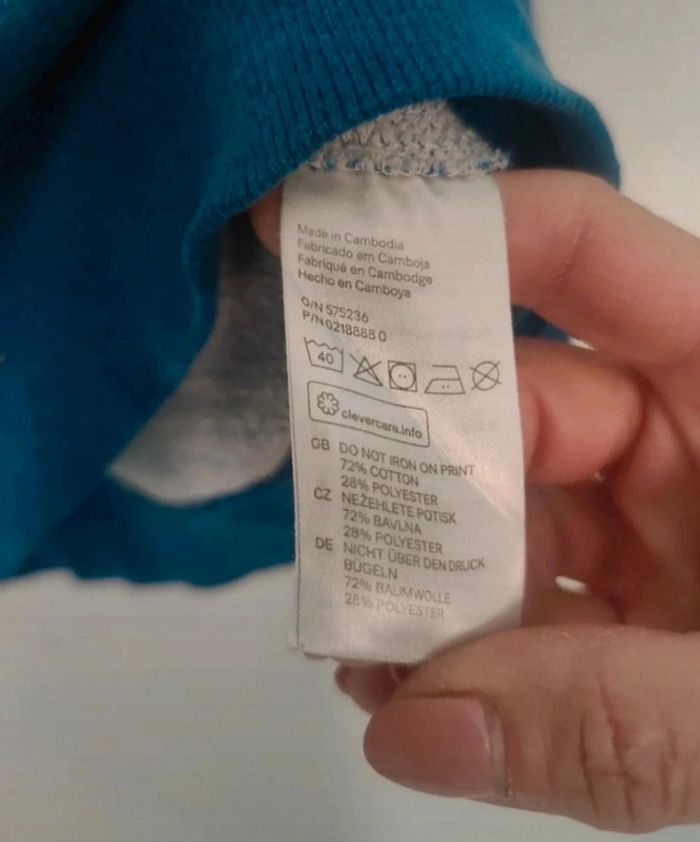 Made in Cambodia
Fabricado em Camboja
Fabriqué en Cambodge
Hecho en Camboya
O/N 575236
P/N 0218888 0
40
clevercare.info
GB DO NOT IRON ON PRINT
72% COTTON
28% POLYESTER
CZ NEŽEHLETE POTISK
72% BAVLNA
28% POLYESTER
DE NICHT ÜBER DEN DRUCK
BÜGELN
72% BAUMWOLLE
28% POLYESTER